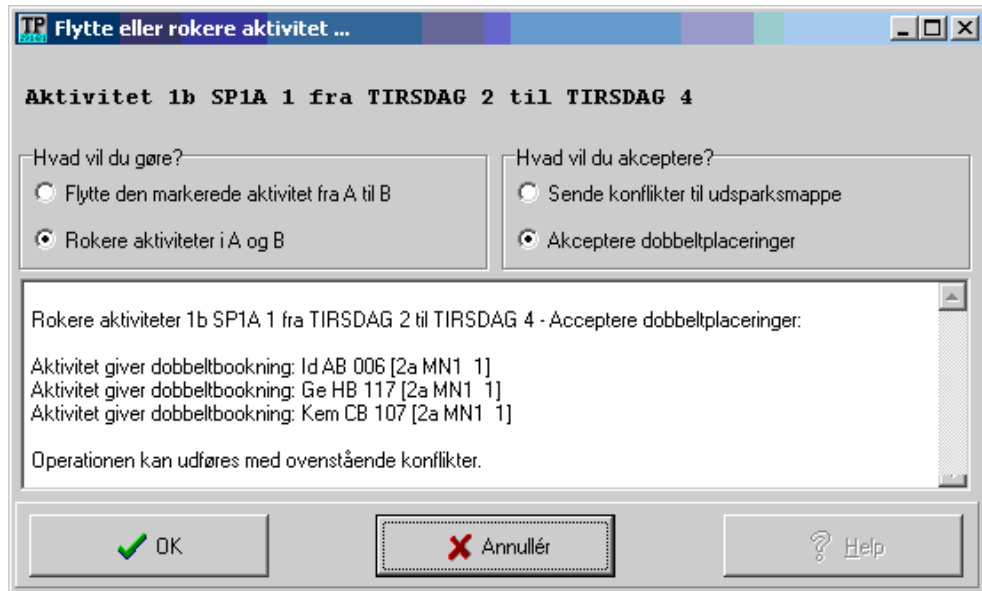 TP Flytte eller rokere aktivitet ...
Aktivitet 1b SP1A 1 fra TIRSDAG 2 til TIRSDAG 4
Hvad vil du gøre?
Flytte den markerede aktivitet fra A til B
Rokere aktiviteter i A og B
Hvad vil du akceptere?
Sende konflikter til udsparksmappe
Akceptere dobbeltplaceringer
Rokere aktiviteter 1b SP1A 1 fra TIRSDAG 2 til TIRSDAG 4 - Acceptere dobbeltplaceringer:
Aktivitet giver dobbeltbookning: Id AB 006 [2a MN1 1]
Aktivitet giver dobbeltbookning: Ge HB 117 [2a MN1 1]
Aktivitet giver dobbeltbookning: Kem CB 107 [2a MN1 1]
Operationen kan udføres med ovenstående konflikter.
OK
Annullér
Help